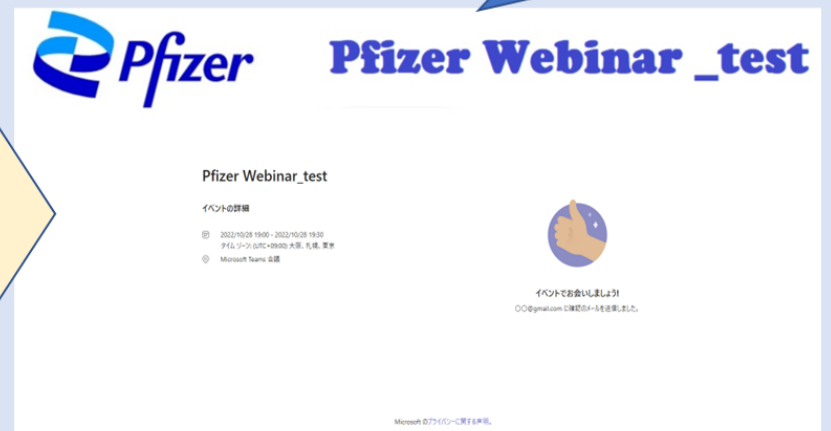 Pfizer
Pfizer Webinar _test
Pfizer Webinar_test
イベントの詳細
2022/10/28 19:00 - 2022/10/28 19:30
タイム ゾーン: (UTC+09:00) 大阪、札幌、東京
Microsoft Teams 会議
イベントでお会いしましょう!
〇〇@gmail.com に確認のメールを送信しました。
Microsoft のプライバシーに関する声明。